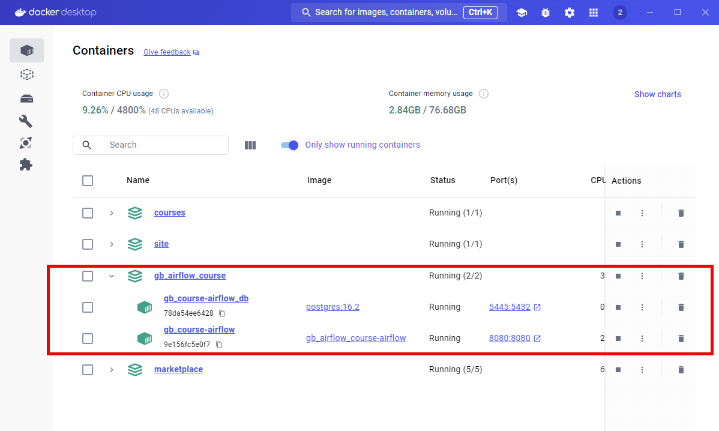 docker desktop
Search for images, containers, volu... Ctrl+K
2
Containers Give feedback
Container CPU usage
9.26% / 4800% (48 CPUs available)
Container memory usage
2.84GB / 76.68GB
Show charts
Search
Only show running containers
Name Image Status Port(s) CPU Actions
courses Running (1/1)
site Running (1/1)
gb_airflow_course Running (2/2) 3
gb_course-airflow_db
78da54ee6428
postgres:16.2 Running 5445:5432 0
gb_course-airflow
9e156fc5e0f7
gb_airflow_course-airflow Running 8080:8080 2
marketplace Running (5/5) 6